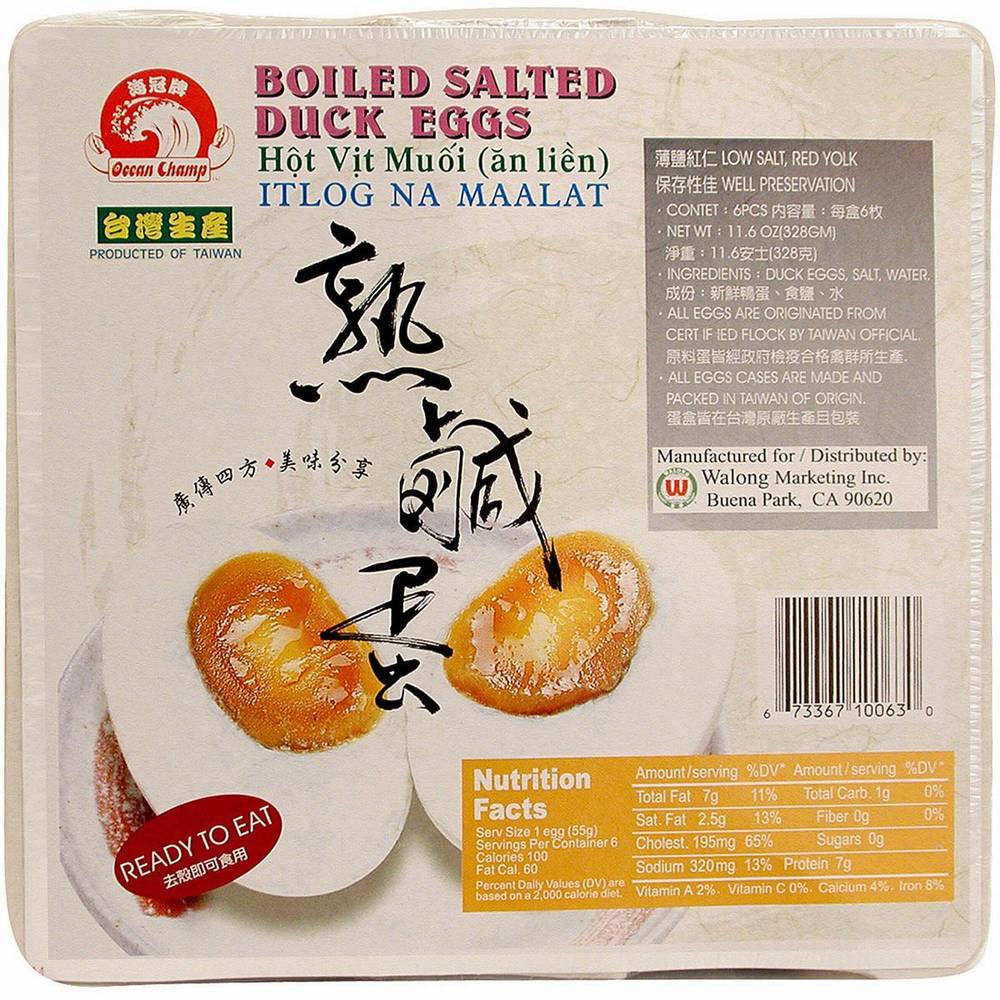 海冠牌
Ocean Champ
台灣生産
PRODUCTED OF TAIWAN
BOILED SALTED
DUCK EGGS
Hột Vịt Muối (ăn liền)
ITLOG NA MAALAT
熟鹹蛋
廣傳四方◆美味分享
薄鹽紅仁 LOW SALT, RED YOLK
保存性佳 WELL PRESERVATION
· CONTET : 6PCS 內容量 : 每盒6枚
· NET WT : 11.6 OZ(328GM)
淨重 : 11.6安士(328克)
· INGREDIENTS : DUCK EGGS, SALT, WATER.
成份 : 新鮮鴨蛋、食鹽、水
· ALL EGGS ARE ORIGINATED FROM
CERT IF IED FLOCK BY TAIWAN OFFICIAL.
原料蛋皆經政府檢疫合格禽群所生產.
· ALL EGGS CASES ARE MADE AND
PACKED IN TAIWAN OF ORIGIN.
蛋盒皆在台灣原廠生產且包裝
Manufactured for / Distributed by:
WALONG
W
Walong Marketing Inc.
Buena Park, CA 90620
6 73367 10063 0
READY TO EAT
去殼即可食用
Nutrition
Facts
Serv Size 1 egg (55g)
Servings Per Container 6
Calories 100
Fat Cal. 60
Percent Daily Values (DV) are
based on a 2,000 calorie diet.
Amount/serving %DV* Amount/serving %DV*
Total Fat 7g 11% Total Carb. 1g 0%
Sat. Fat 2.5g 13% Fiber 0g 0%
Cholest. 195mg 65% Sugars 0g
Sodium 320mg 13% Protein 7g
Vitamin A 2%. Vitamin C 0%. Calcium 4%. Iron 8%